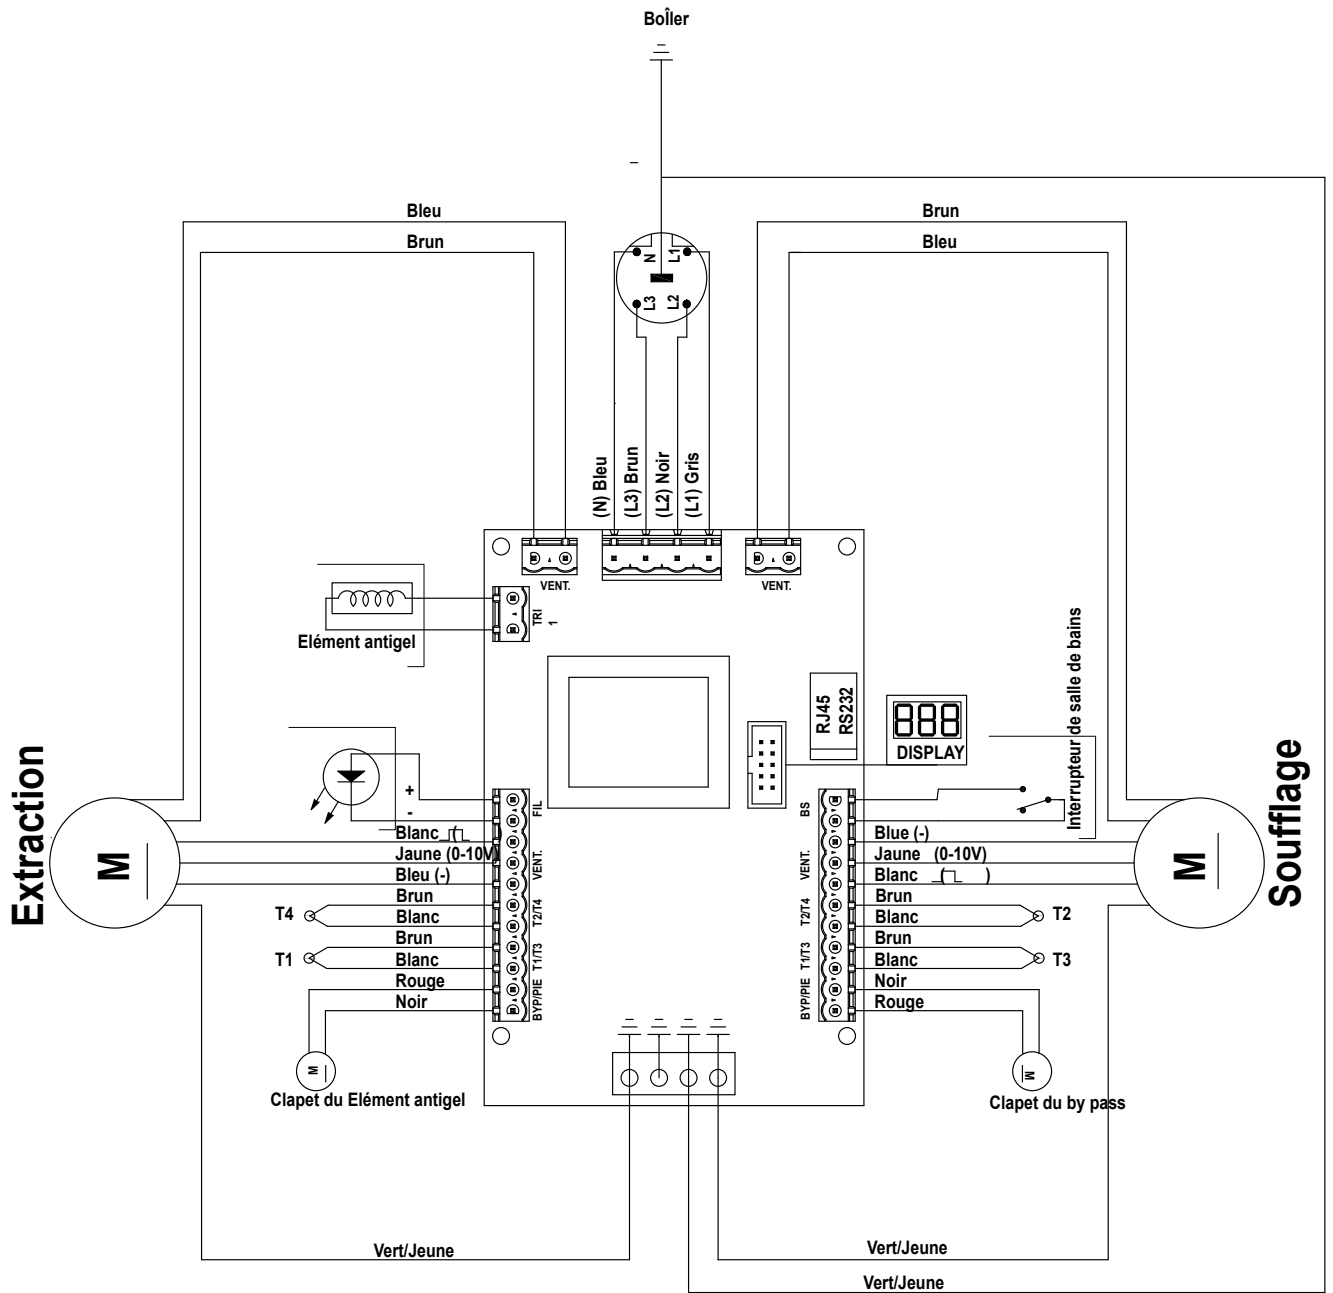 BoÎler
Bleu
Brun
Brun
Bleu
N
L1
L3
L2
(N) Bleu
(L3) Brun
(L2) Noir
(L1) Gris
VENT.
VENT.
TRI
1
Elément antigel
RJ45
RS232
DISPLAY
Interrupteur de salle de bains
Extraction
M
Soufflage
M
+
-
FIL
Blanc ( )
Jaune (0-10V)
VENT.
Bleu (-)
Brun
T4
Blanc
T2/T4
Brun
T1
Blanc
T1/T3
Rouge
Noir
BYP/PIE
M
Clapet du Elément antigel
BS
Blue (-)
Jaune (0-10V)
VENT.
Blanc ( )
Brun
T2
Blanc
T2/T4
Brun
T3
Blanc
T1/T3
Noir
Rouge
BYP/PIE
M
Clapet du by pass
Vert/Jeune
Vert/Jeune
Vert/Jeune